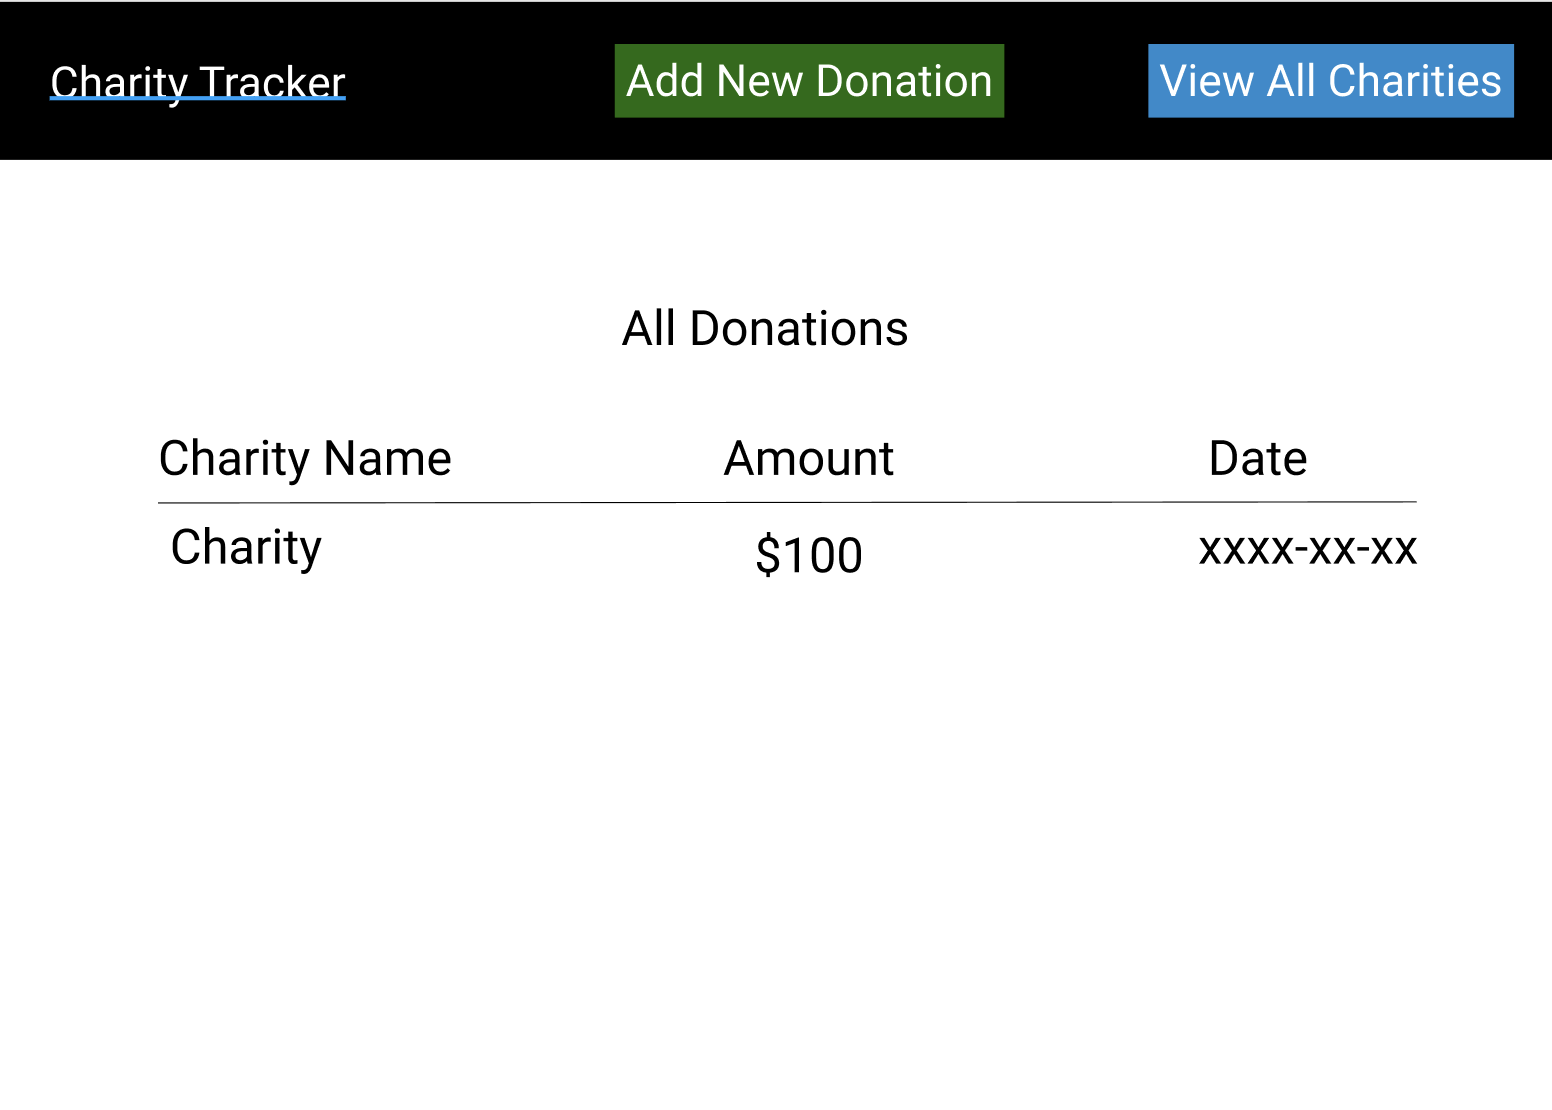 Charity Tracker Add New Donation View All Charities
All Donations
Charity Name Amount Date
Charity $100 xxxx-xx-xx